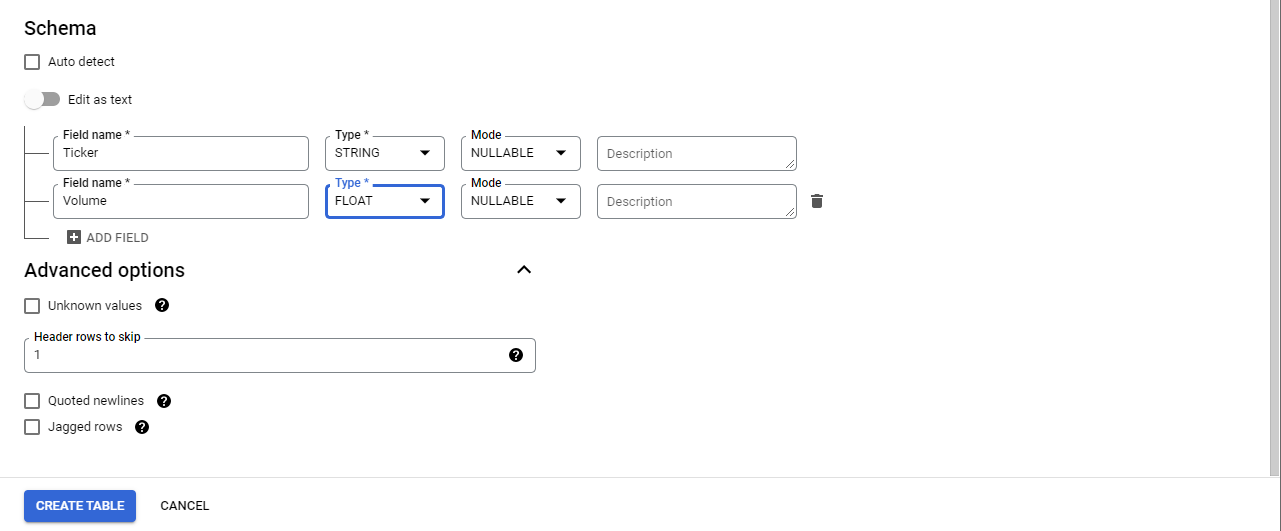 Schema
Auto detect
Edit as text
Field name * Type * Mode
Ticker STRING NULLABLE Description
Field name * Type * Mode
Volume FLOAT NULLABLE Description
ADD FIELD
Advanced options
Unknown values ?
Header rows to skip
1 ?
Quoted newlines ?
Jagged rows ?
CREATE TABLE CANCEL